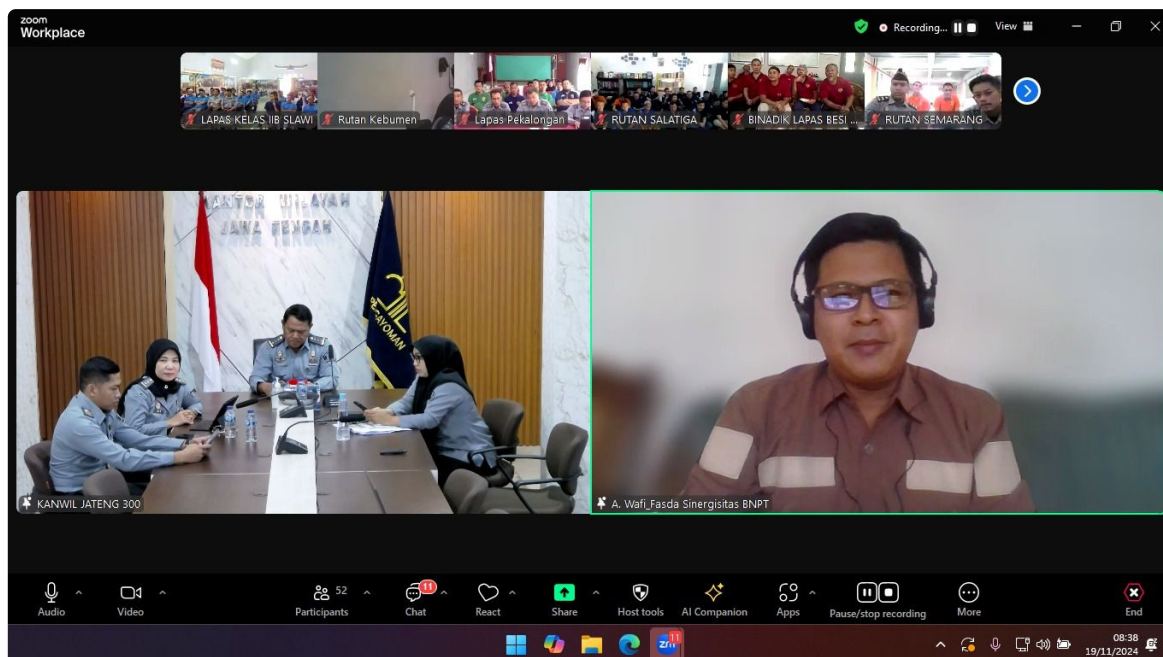 zoom
Workplace
Recording...
View
LAPAS KELAS IIB SLAWI
Rutan Kebumen
Lapas Pekalongan
RUTAN SALATIGA
BINADIK LAPAS BESI ...
RUTAN SEMARANG
KANTOR WILAYAH
JAWA TENGAH
PENGAYOMAN
KANWIL JATENG 300
A. Wafi_Fasda Sinergisitas BNPT
52
11
Audio
Video
Participants
Chat
React
Share
Host tools
AI Companion
Apps
Pause/stop recording
More
End
zm
11
08:38
19/11/2024